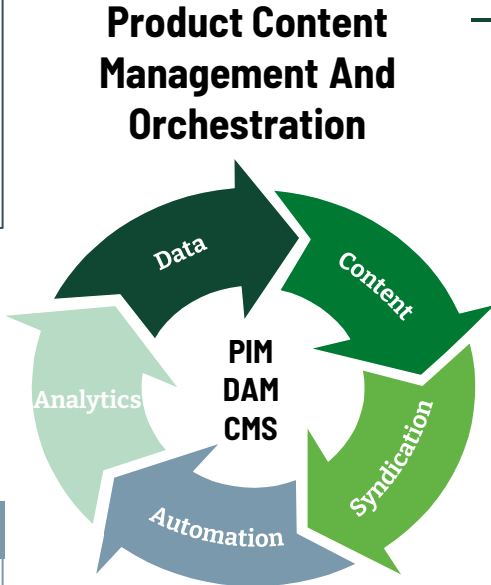 Product Content
Management And
Orchestration
Data
Content
Syndication
Automation
Analytics
PIM
DAM
CMS